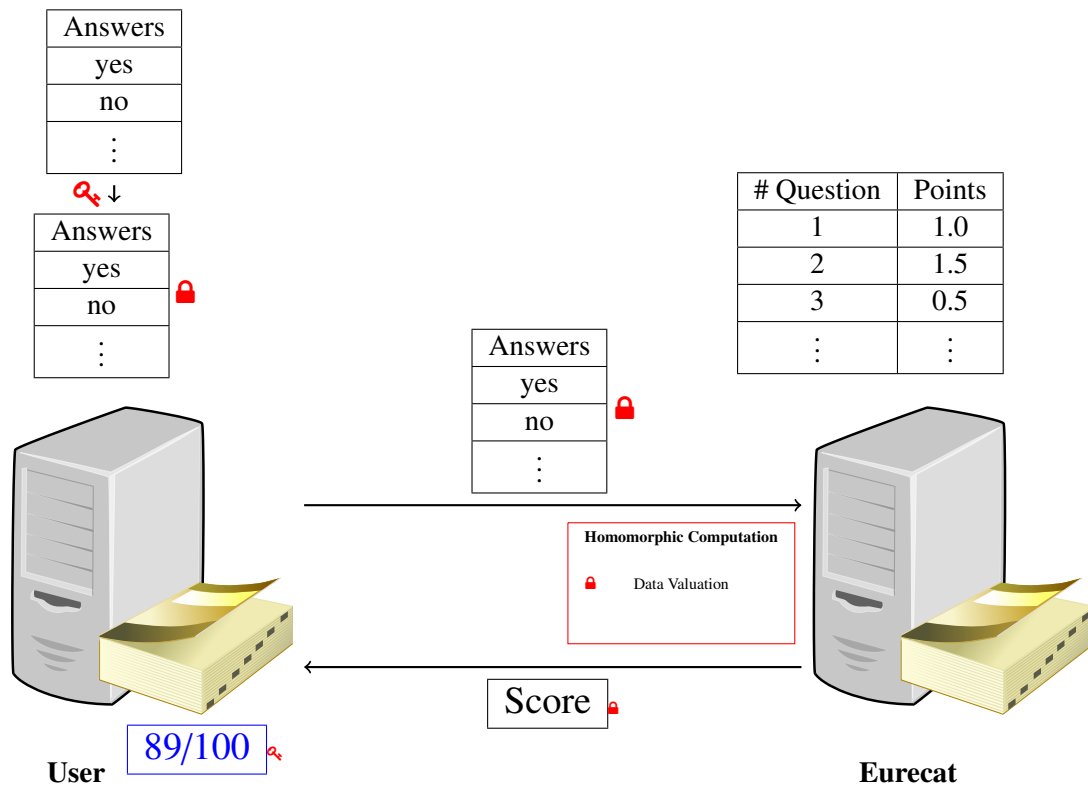 Answers
yes
no
⋮
Answers
yes
no
⋮
# Question Points
1 1.0
2 1.5
3 0.5
⋮ ⋮
Answers
yes
no
⋮
Homomorphic Computation
Data Valuation
Score
89/100
User
Eurecat